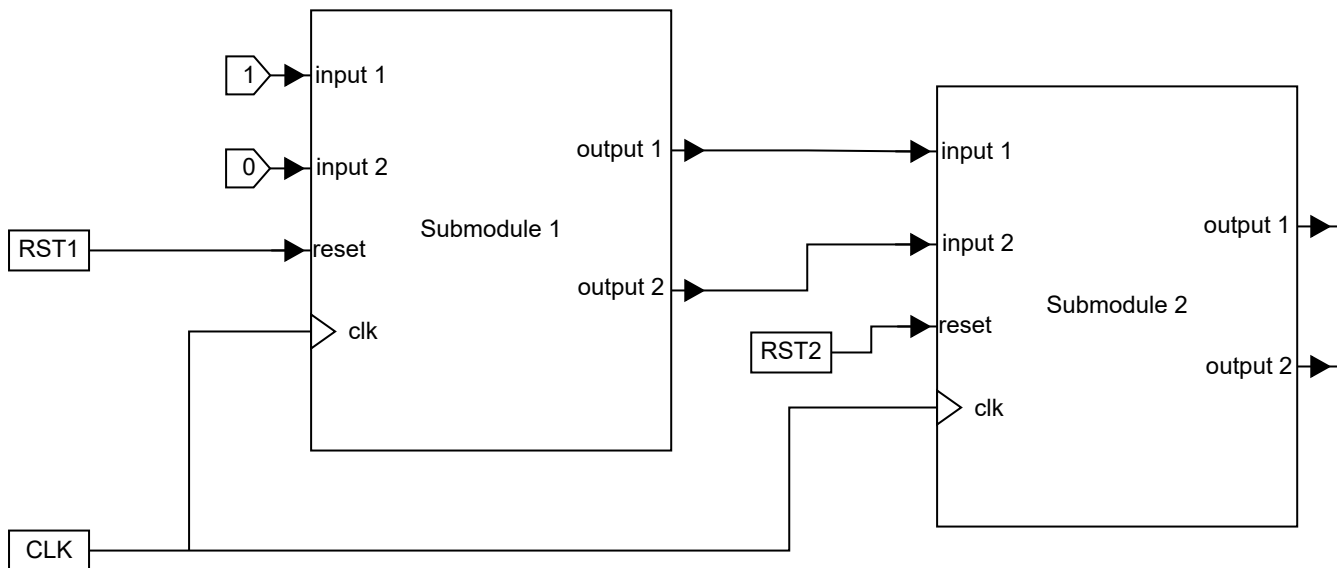 1
input 1
0
input 2
RST1
reset
clk
Submodule 1
output 1
output 2
CLK
input 1
input 2
RST2
reset
clk
Submodule 2
output 1
output 2